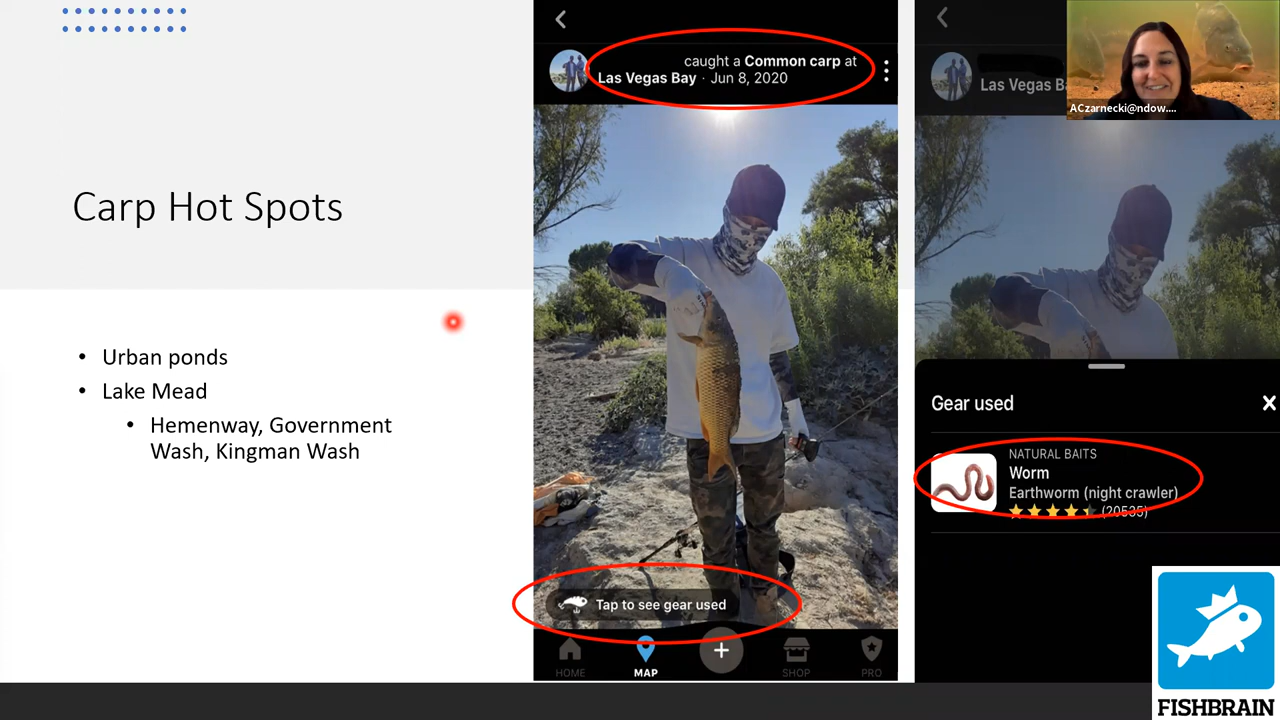 Carp Hot Spots
• Urban ponds
• Lake Mead
• Hemenway, Government
Wash, Kingman Wash
caught a Common carp at
Las Vegas Bay · Jun 8, 2020
Tap to see gear used
HOME
MAP
+
SHOP
PRO
Las Vegas Ba
ACzarnecki@ndow....
Gear used
X
NATURAL BAITS
Worm
Earthworm (night crawler)
(20535)
FISHBRAIN